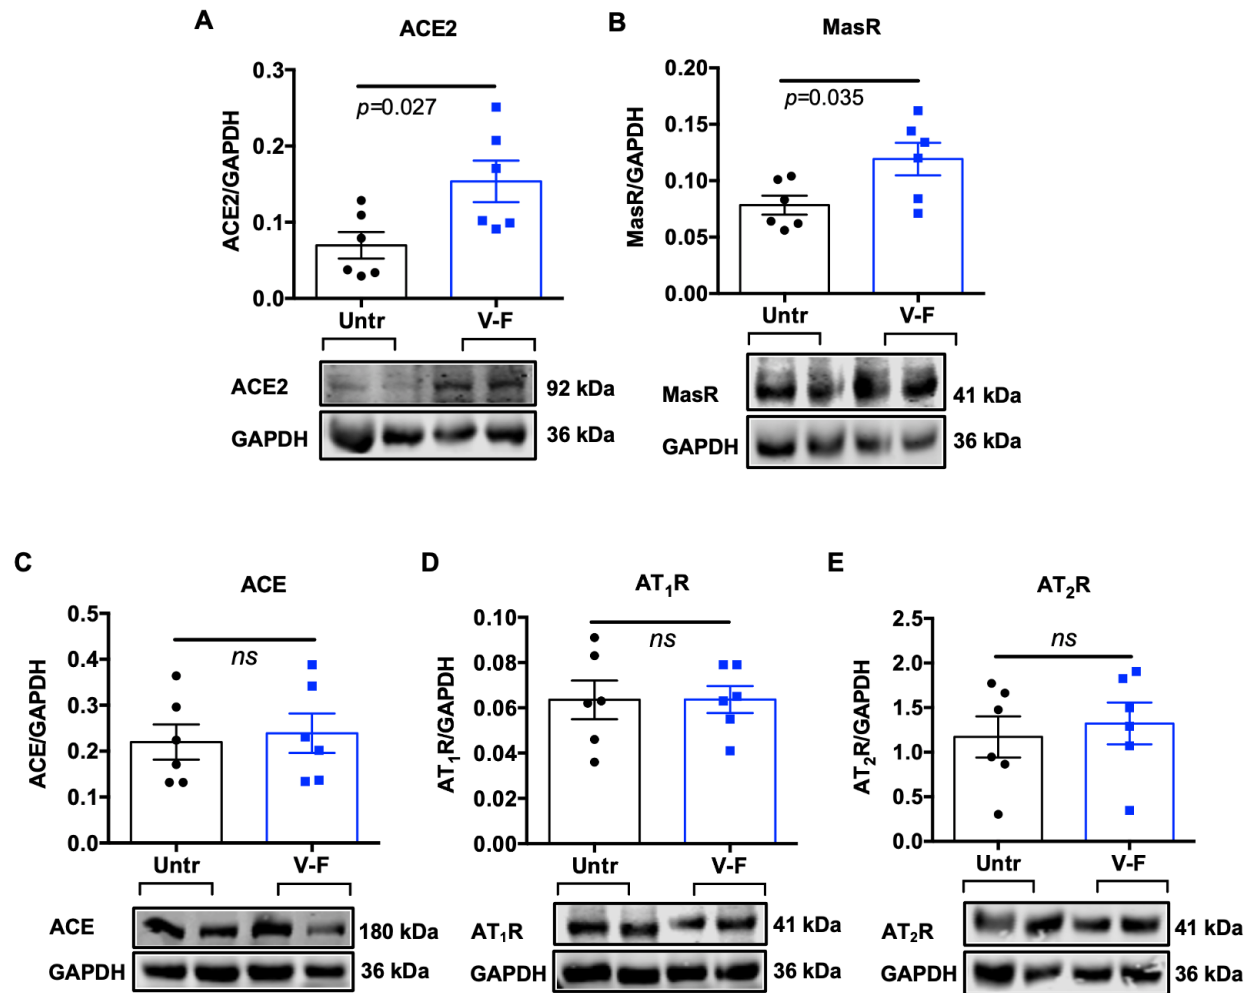 A
ACE2
ACE2/GAPDH
0.3
0.2
0.1
0.0
p=0.027
Untr
V-F
ACE2
92 kDa
GAPDH
36 kDa
B
MasR
MasR/GAPDH
0.20
0.15
0.10
0.05
0.00
p=0.035
Untr
V-F
MasR
41 kDa
GAPDH
36 kDa
C
ACE
ACE/GAPDH
0.5
0.4
0.3
0.2
0.1
0.0
ns
Untr
V-F
ACE
180 kDa
GAPDH
36 kDa
D
AT₁R
AT₁R/GAPDH
0.10
0.08
0.06
0.04
0.02
0.00
ns
Untr
V-F
AT₁R
41 kDa
GAPDH
36 kDa
E
AT₂R
AT₂R/GAPDH
2.5
2.0
1.5
1.0
0.5
0.0
ns
Untr
V-F
AT₂R
41 kDa
GAPDH
36 kDa